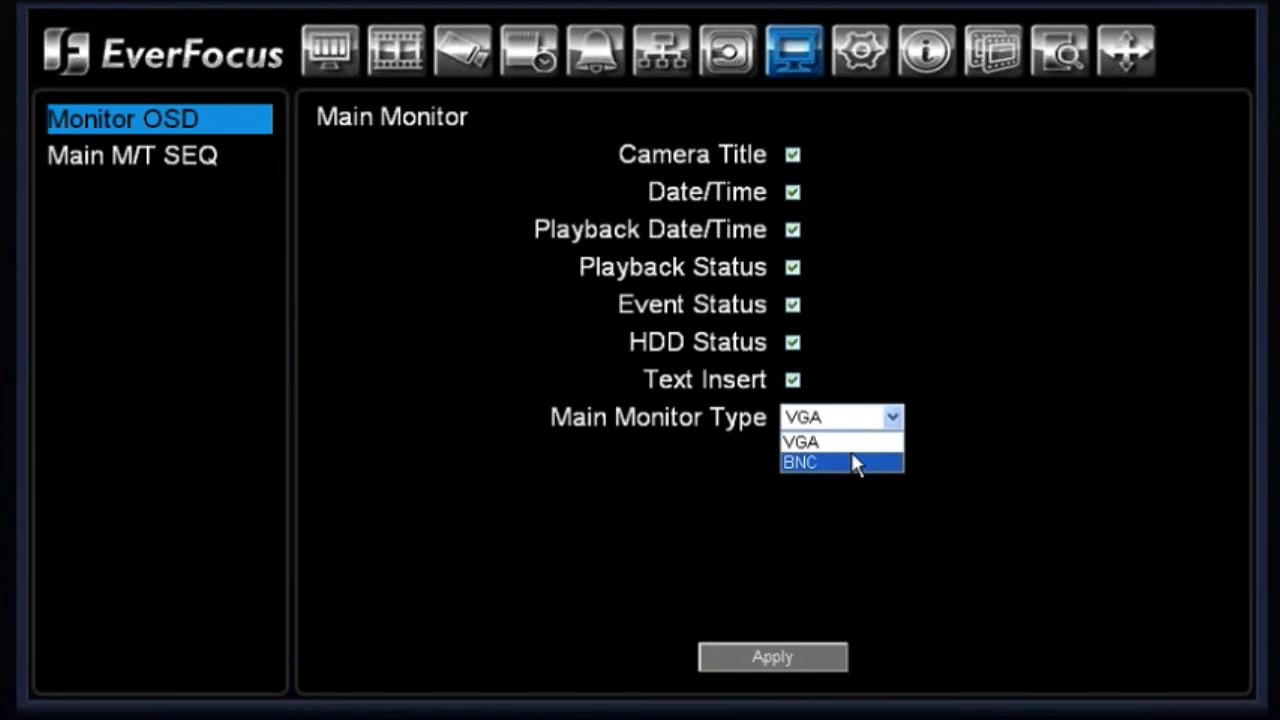 EverFocus
Monitor OSD
Main M/T SEQ
Main Monitor
Camera Title
Date/Time
Playback Date/Time
Playback Status
Event Status
HDD Status
Text Insert
Main Monitor Type VGA
VGA
BNC
Apply